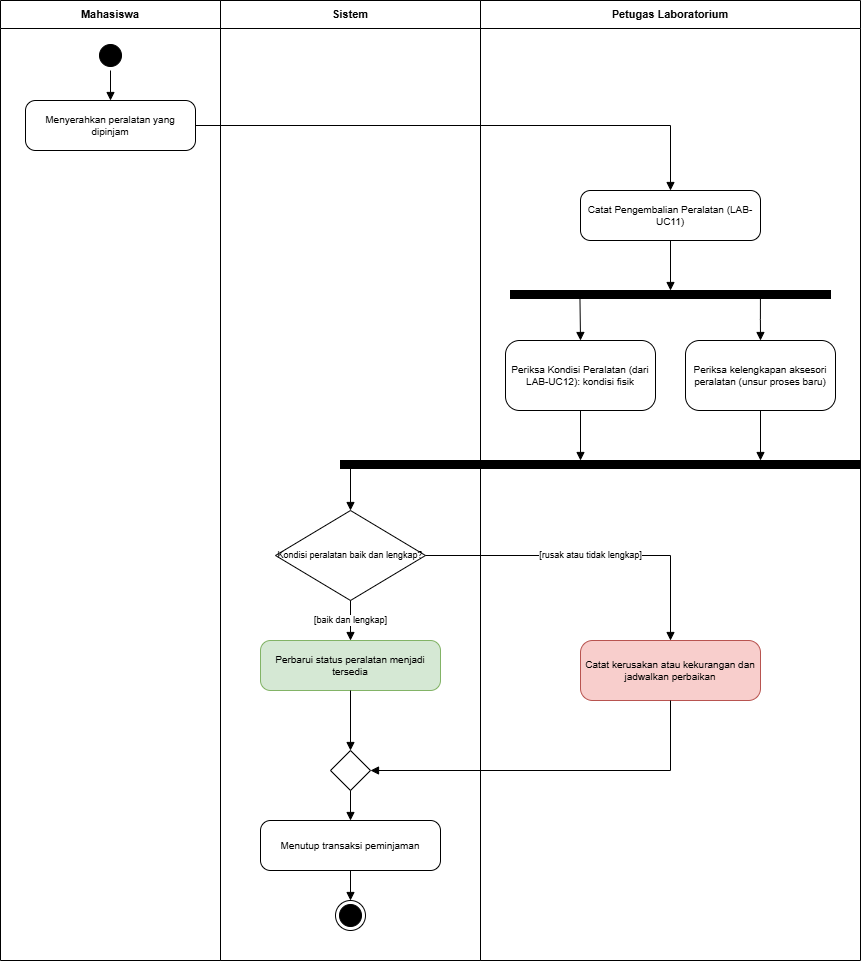 Mahasiswa
Sistem
Petugas Laboratorium
Menyerahkan peralatan yang
dipinjam
Catat Pengembalian Peralatan (LAB-
UC11)
Periksa Kondisi Peralatan (dari
LAB-UC12): kondisi fisik
Periksa kelengkapan aksesori
peralatan (unsur proses baru)
Kondisi peralatan baik dan lengkap?
[rusak atau tidak lengkap]
[baik dan lengkap]
Perbarui status peralatan menjadi
tersedia
Catat kerusakan atau kekurangan dan
jadwalkan perbaikan
Menutup transaksi peminjaman